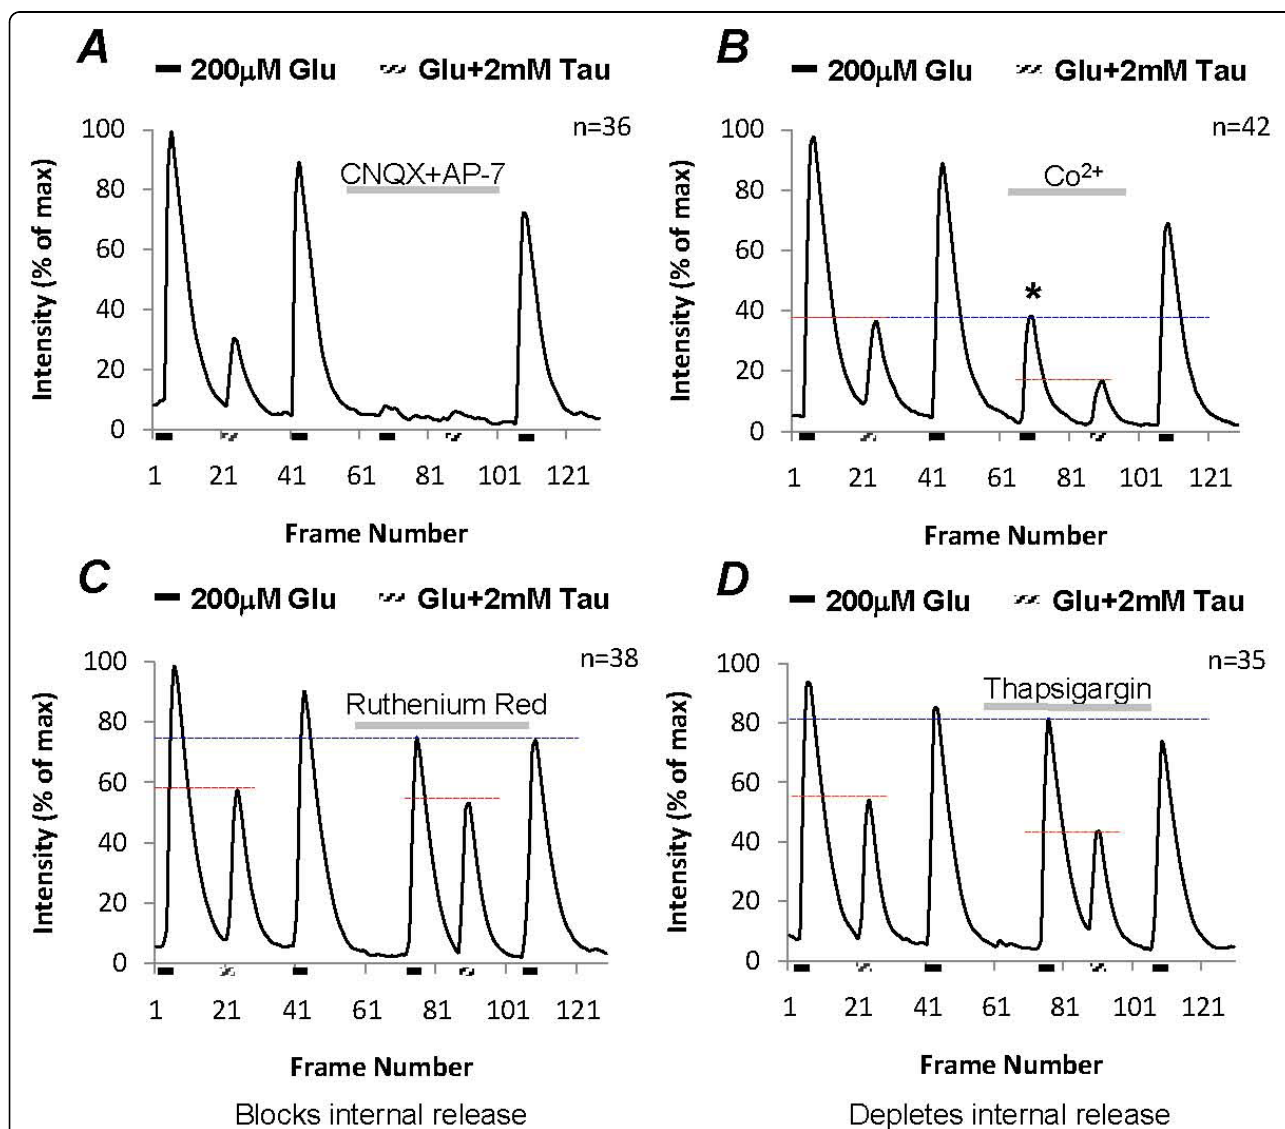 A
200μM Glu Glu+2mM Tau
n=36
CNQX+AP-7
Intensity (% of max)
100
80
60
40
20
0
1 21 41 61 81 101 121
Frame Number
B
200μM Glu Glu+2mM Tau
n=42
Co²⁺
*
Intensity (% of max)
100
80
60
40
20
0
1 21 41 61 81 101 121
Frame Number
C
200μM Glu Glu+2mM Tau
n=38
Ruthenium Red
Intensity (% of max)
100
80
60
40
20
0
1 21 41 61 81 101 121
Frame Number
Blocks internal release
D
200μM Glu Glu+2mM Tau
n=35
Thapsigargin
Intensity (% of max)
100
80
60
40
20
0
1 21 41 61 81 101 121
Frame Number
Depletes internal release